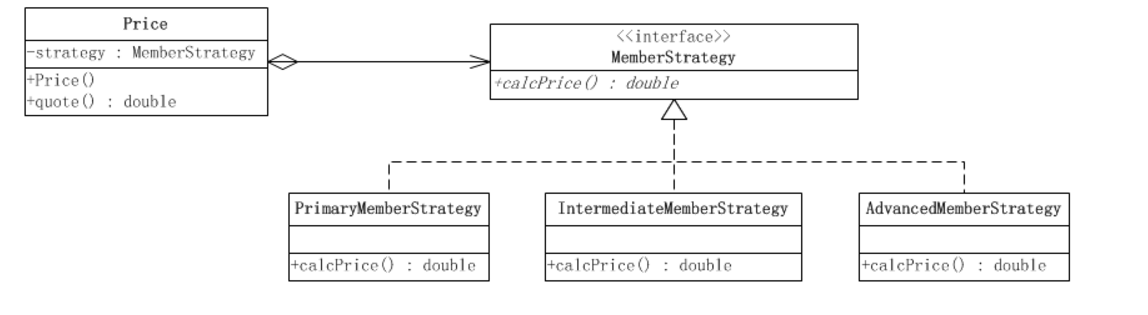 Price
-strategy : MemberStrategy
+Price()
+quote() : double
<<interface>>
MemberStrategy
+calcPrice() : double
PrimaryMemberStrategy
+calcPrice() : double
IntermediateMemberStrategy
+calcPrice() : double
AdvancedMemberStrategy
+calcPrice() : double